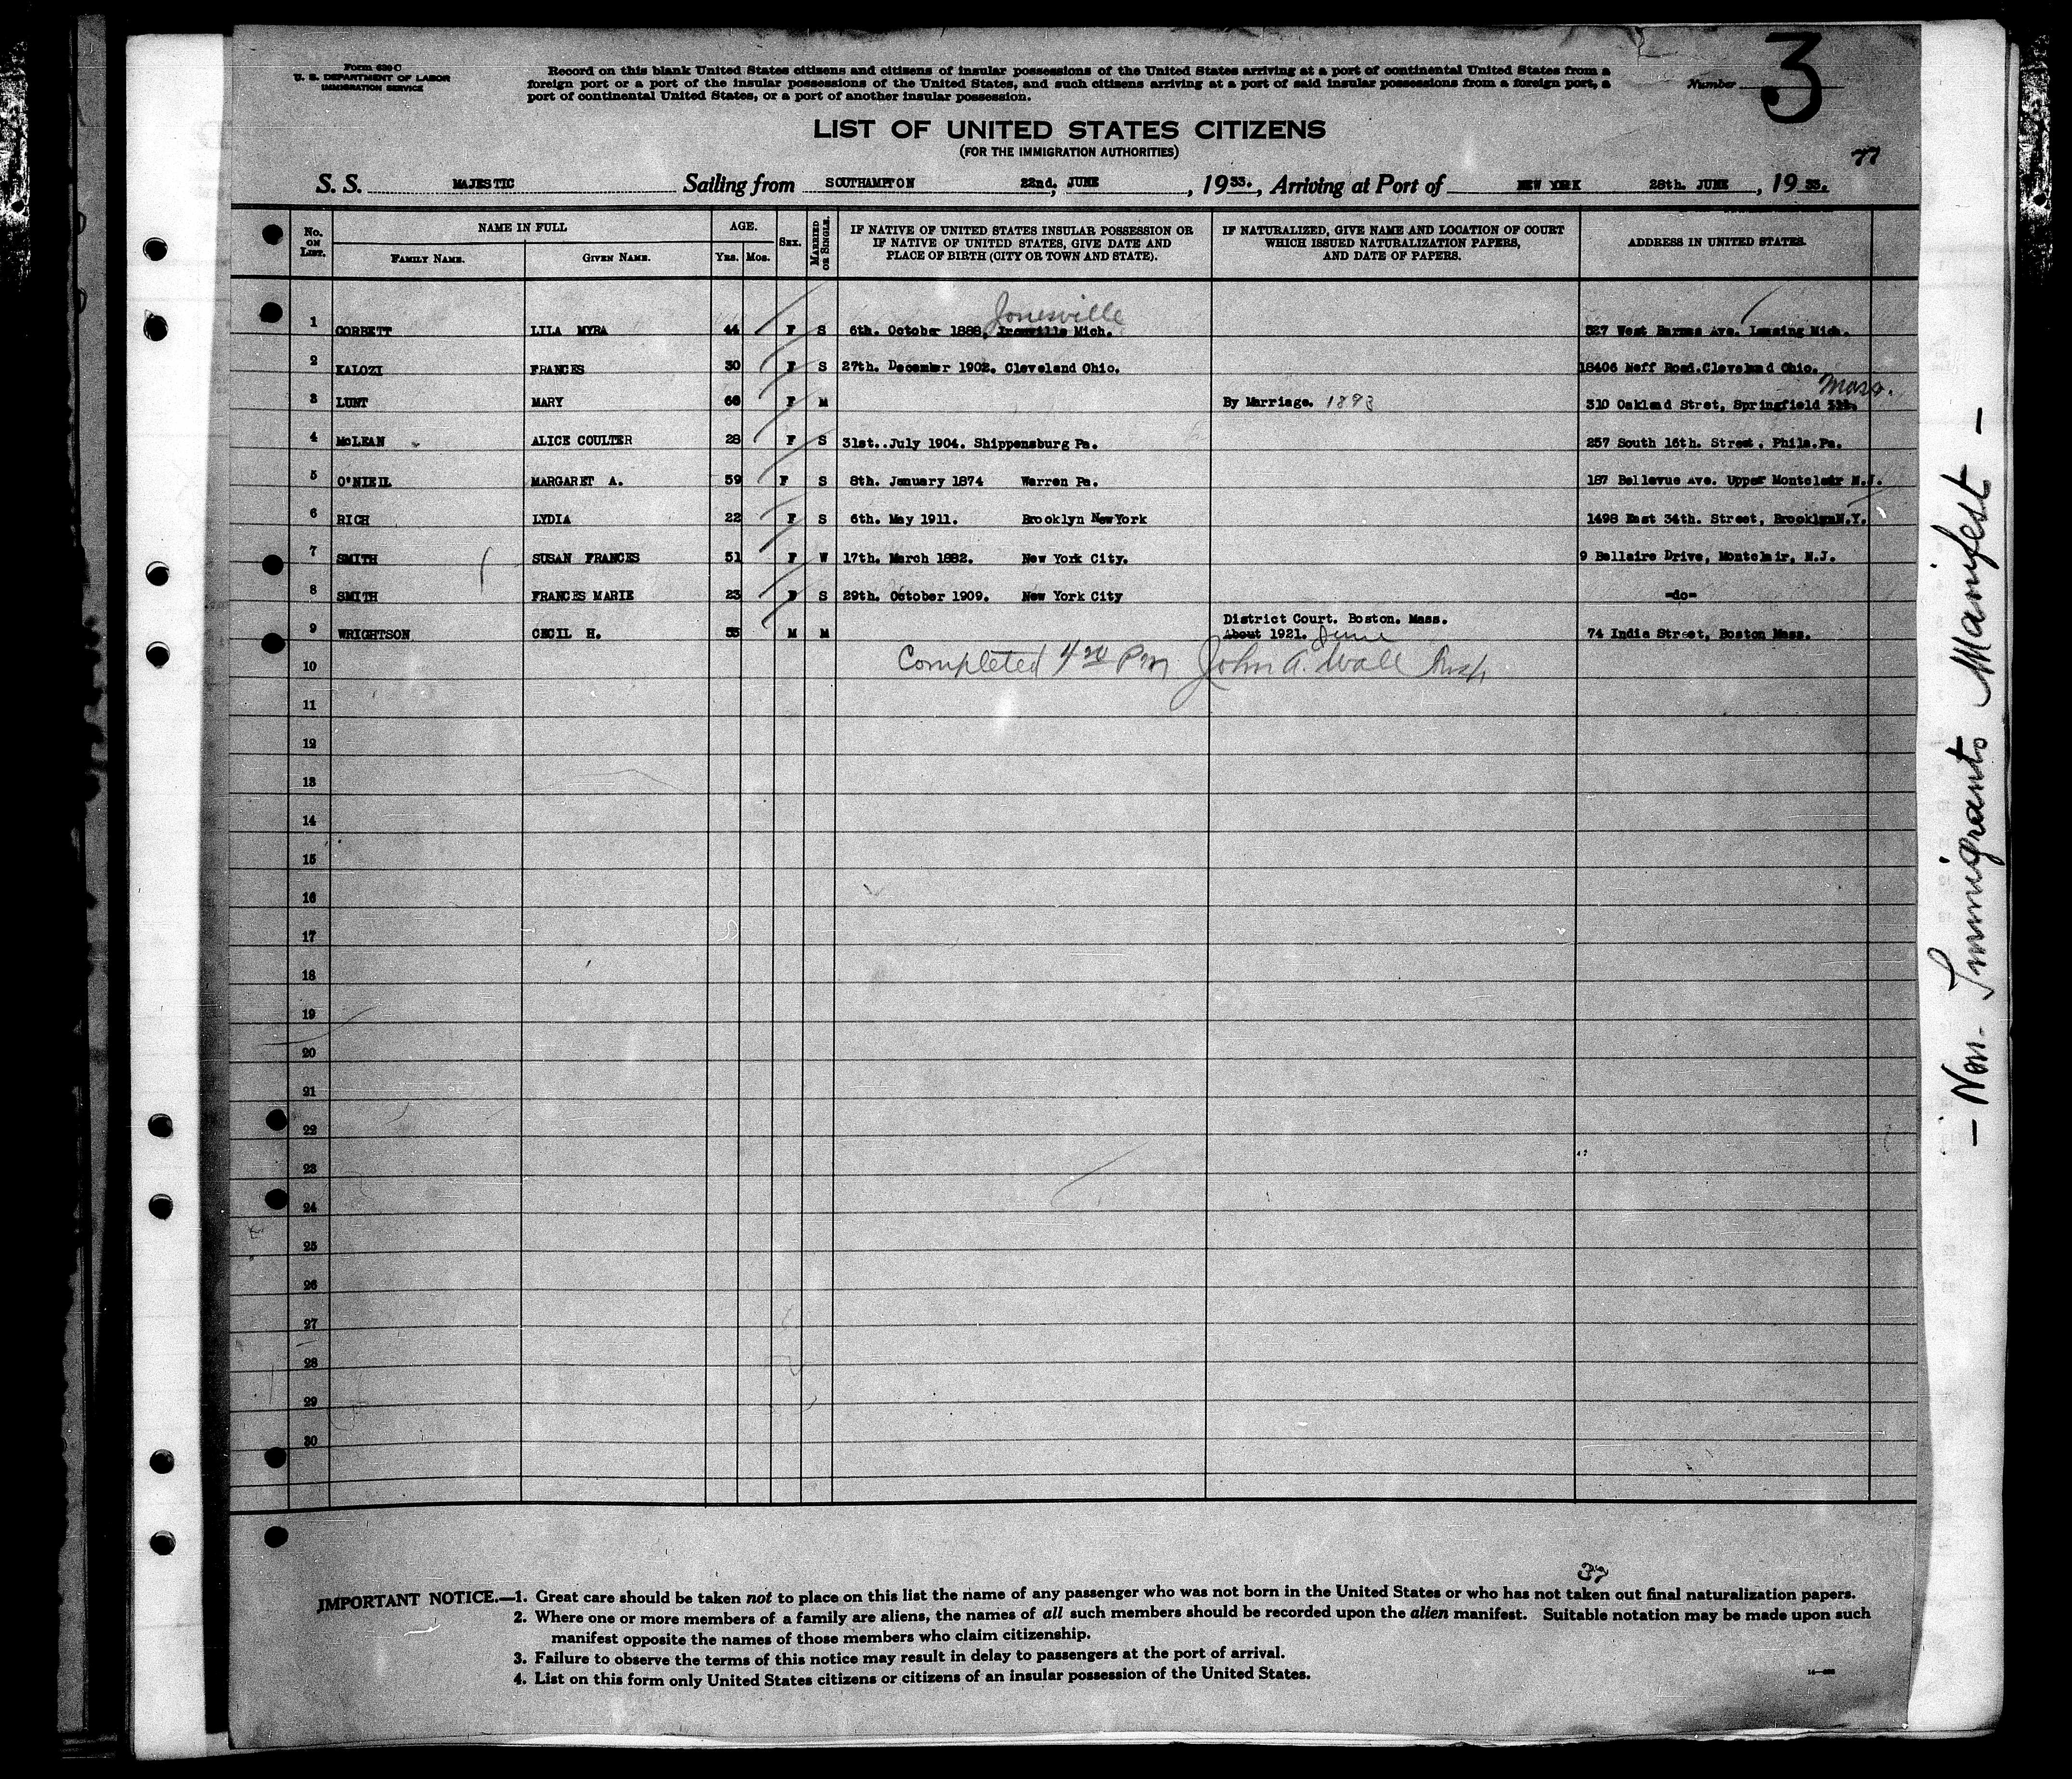 Form 630 C
U. S. DEPARTMENT OF LABOR
IMMIGRATION SERVICE
Record on this blank United States citizens and citizens of insular possessions of the United States arriving at a port of continental United States from a
foreign port or a port of the insular possessions of the United States, and such citizens arriving at a port of said insular possessions from a foreign port, a
port of continental United States, or a port of another insular possession.
Number 3
LIST OF UNITED STATES CITIZENS
(FOR THE IMMIGRATION AUTHORITIES)
77
S. S. MAJESTIC Sailing from SOUTHAMPTON 22nd, JUNE, 1933., Arriving at Port of NEW YORK 28th. JUNE, 1933.
No. ON LIST. NAME IN FULL FAMILY NAME. GIVEN NAME. AGE. Yrs. Mos. SEX. MARRIED OR SINGLE. IF NATIVE OF UNITED STATES INSULAR POSSESSION OR IF NATIVE OF UNITED STATES, GIVE DATE AND PLACE OF BIRTH (CITY OR TOWN AND STATE). IF NATURALIZED, GIVE NAME AND LOCATION OF COURT WHICH ISSUED NATURALIZATION PAPERS, AND DATE OF PAPERS. ADDRESS IN UNITED STATES.
Jonesville
1 CORBETT LILA MYRA 44 F S 6th. October 1888, Ironville Mich. 527 West Barnes Ave. Lansing Mich.
2 KALOZI FRANCES 30 F S 27th. December 1902. Cleveland Ohio. 18406 Neff Road.Cleveland Ohio.
Mass.
3 LUNT MARY 66 F M By Marriage. 1893 310 Oakland Stret, Springfield
4 McLEAN ALICE COULTER 28 F S 31st..July 1904. Shippensburg Pa. 257 South 16th. Street, Phila.Pa.
5 O'NIEIL MARGARET A. 59 F S 8th. January 1874 Warren Pa. 187 Bellevue Ave. Upper Montclair N.J.
6 RICH LYDIA 22 F S 6th. May 1911. Brooklyn NewYork 1498 East 34th. Street, BrooklynN.Y.
7 SMITH SUSAN FRANCES 51 F W 17th. March 1882. New York City. 9 Bellaire Drive, Montclair, N.J.
8 SMITH FRANCES MARIE 23 F S 29th. October 1909. New York City -do-
District Court. Boston. Mass.
9 WRIGHTSON CECIL H. 55 M M About 1921. June 74 India Street, Boston Mass.
10 Completed 4 20 Pm John A. Wall Insp
11
12
13
14
15
16
17
18
19
20
21
22
23
24
25
26
27
28
29
30
- Non. Immigrants Manifest -
37
IMPORTANT NOTICE.—1. Great care should be taken not to place on this list the name of any passenger who was not born in the United States or who has not taken out final naturalization papers.
2. Where one or more members of a family are aliens, the names of all such members should be recorded upon the alien manifest. Suitable notation may be made upon such
manifest opposite the names of those members who claim citizenship.
3. Failure to observe the terms of this notice may result in delay to passengers at the port of arrival.
4. List on this form only United States citizens or citizens of an insular possession of the United States.